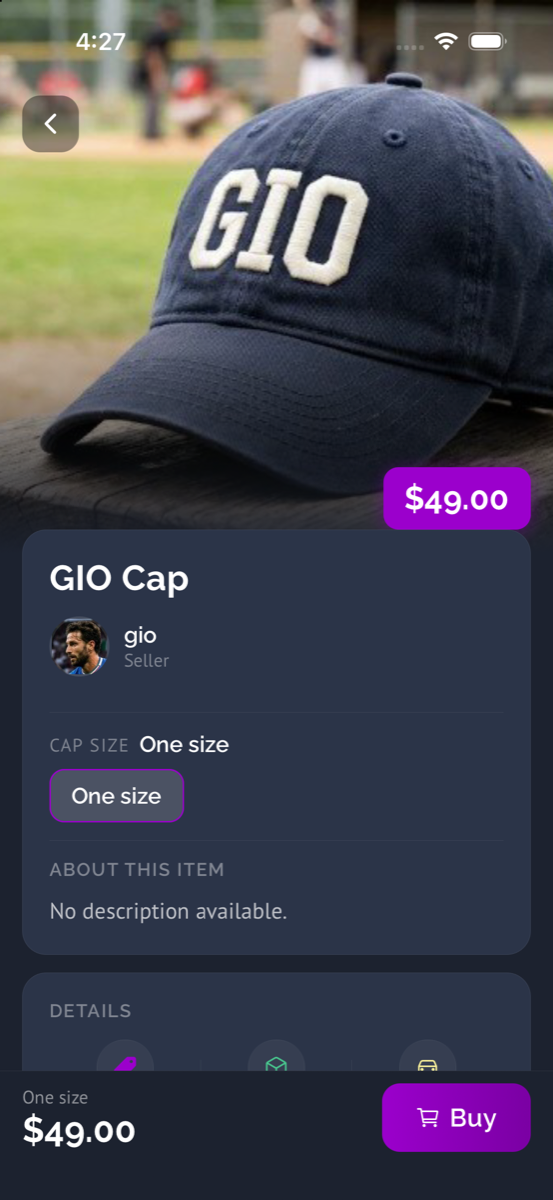 4:27
GIO
$49.00
GIO Cap
gio
Seller
CAP SIZE One size
One size
ABOUT THIS ITEM
No description available.
DETAILS
One size
$49.00
Buy